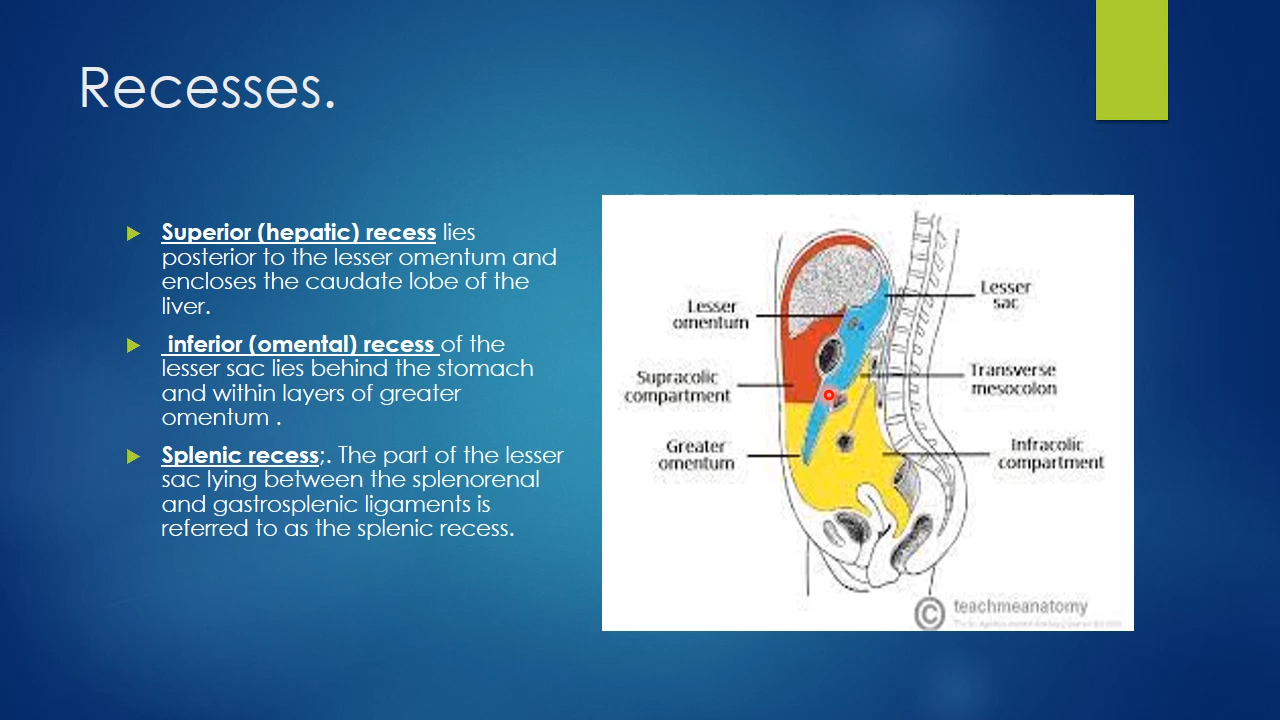 Recesses.
Superior (hepatic) recess lies
posterior to the lesser omentum and
encloses the caudate lobe of the
liver.
inferior (omental) recess of the
lesser sac lies behind the stomach
and within layers of greater
omentum .
Splenic recess;. The part of the lesser
sac lying between the splenorenal
and gastrosplenic ligaments is
referred to as the splenic recess.
Lesser
omentum
Supracolic
compartment
Greater
omentum
Lesser
sac
Transverse
mesocolon
Infracolic
compartment
© teachmeanatomy